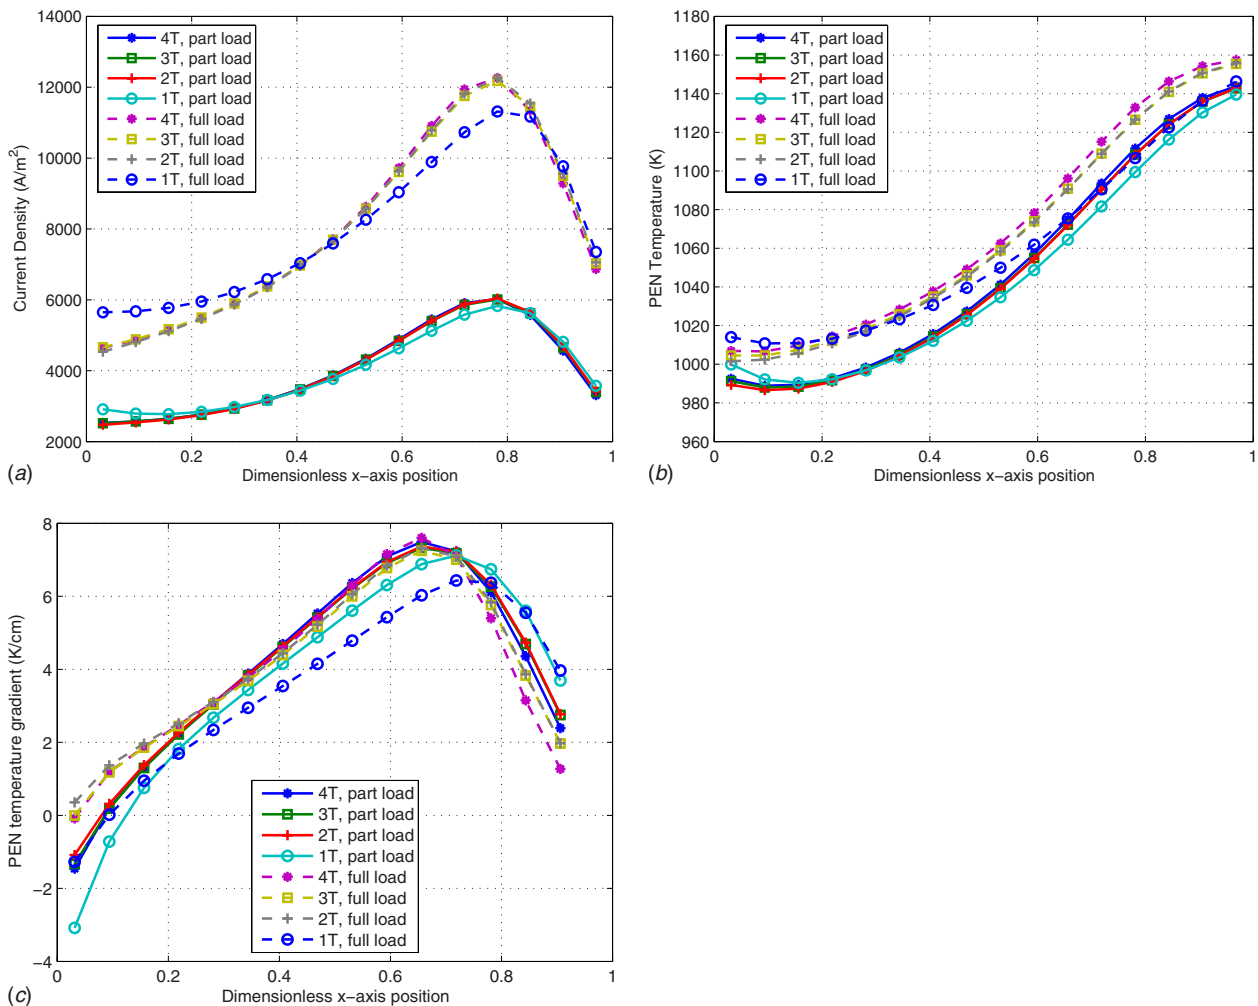 14000
12000
10000
8000
6000
4000
2000
Current Density (A/m²)
4T, part load
3T, part load
2T, part load
1T, part load
4T, full load
3T, full load
2T, full load
1T, full load
0
0.2
0.4
0.6
0.8
1
Dimensionless x−axis position
(a)
1180
1160
1140
1120
1100
1080
1060
1040
1020
1000
980
960
PEN Temperature (K)
4T, part load
3T, part load
2T, part load
1T, part load
4T, full load
3T, full load
2T, full load
1T, full load
0
0.2
0.4
0.6
0.8
1
Dimensionless x−axis position
(b)
8
6
4
2
0
−2
−4
PEN temperature gradient (K/cm)
4T, part load
3T, part load
2T, part load
1T, part load
4T, full load
3T, full load
2T, full load
1T, full load
0
0.2
0.4
0.6
0.8
1
Dimensionless x−axis position
(c)